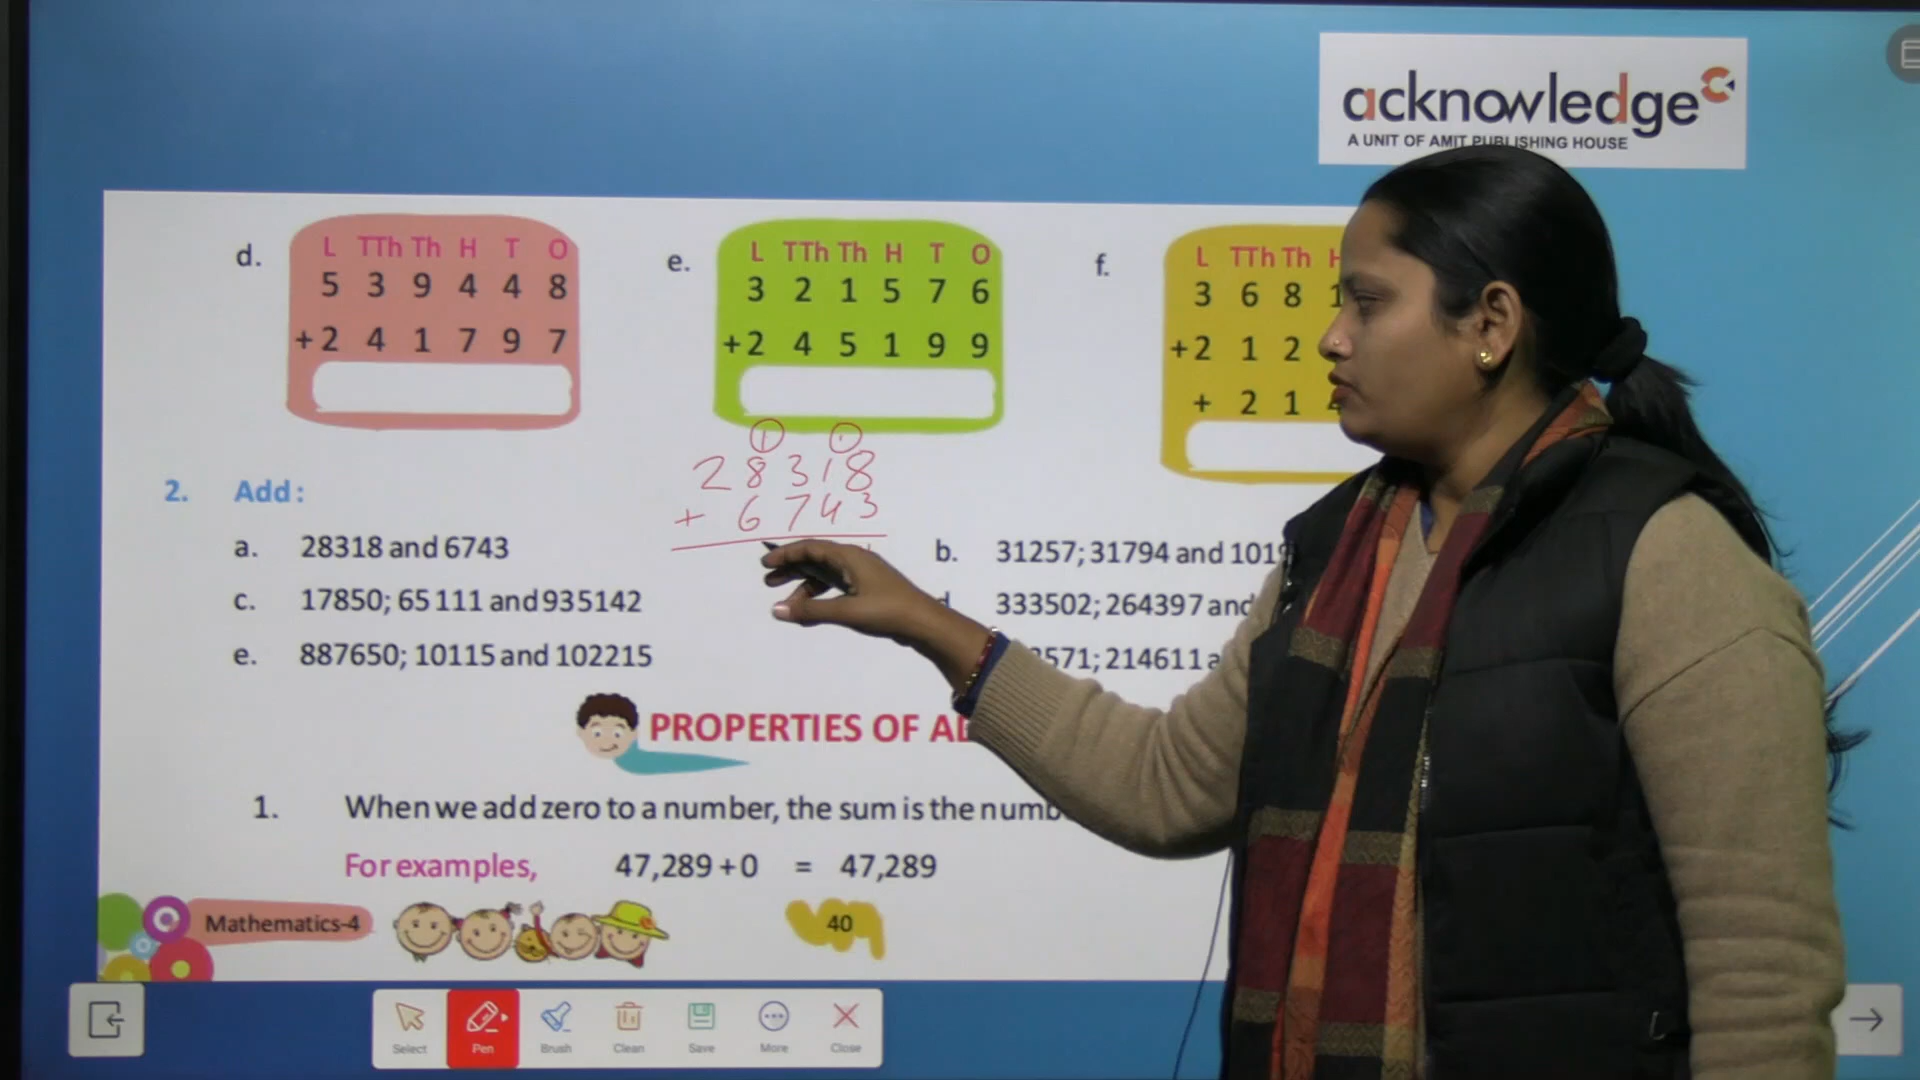 acknowledge
A UNIT OF AMIT PUBLISHING HOUSE
d. L TTh Th H T O
5 3 9 4 4 8
+2 4 1 7 9 7
e. L TTh Th H T O
3 2 1 5 7 6
+2 4 5 1 9 9
f. L TTh Th H
3 6 8 1
+2 1 2
+ 2 1
1 1
2 8 3 1 8
+ 6 7 4 3
2. Add:
a. 28318 and 6743
b. 31257; 31794 and 101
c. 17850; 65111 and 935142
d. 333502; 264397 and
e. 887650; 10115 and 102215
571; 214611 a
PROPERTIES OF AD
1. When we add zero to a number, the sum is the numb
For examples, 47,289 + 0 = 47,289
Mathematics-4
40
Select Pen Brush Clean Save More Close